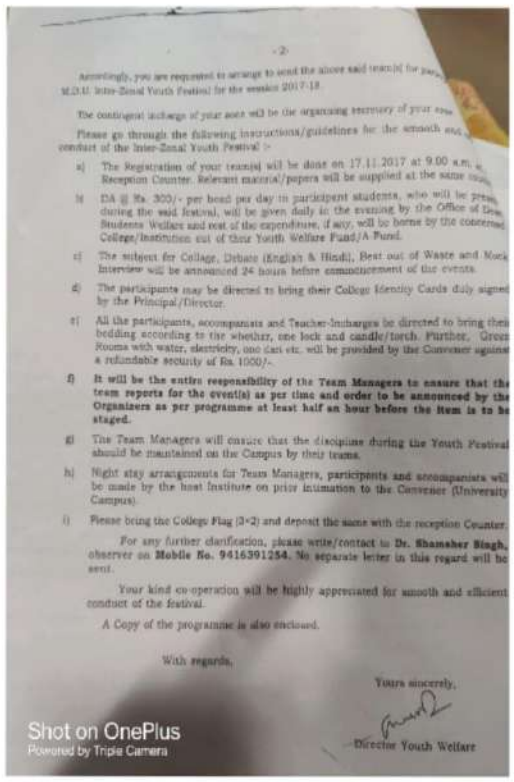 -2-
Accordingly, you are requested to arrange to send the above said team(s) for
M.D.U. Inter-Zonal Youth Festival for the session 2017-18.
The contingent incharge of your zone will be the organising secretary of your zone
Please go through the following instructions/guidelines for the smooth and
conduct of the Inter-Zonal Youth Festival :-
a) The Registration of your team(s) will be done on 17.11.2017 at 9.00 a.m.
Reception Counter. Relevant material/papers will be supplied at the same
b) DA @ Rs. 300/- per head per day to participant students, who will be
during the said festival, will be given daily in the evening by the Office of Dean
Students Welfare and rest of the expenditure, if any, will be borne by the concerned
College/Institution out of their Youth Welfare Fund/A.Fund.
c) The subject for Collage, Debate (English & Hindi), Best out of Waste and Mock
Interview will be announced 24 hours before commencement of the events.
d) The participants may be directed to bring their College Identity Cards duly signed
by the Principal/Director.
e) All the participants, accompanists and Teacher-Incharges be directed to bring their
bedding according to the whether, one lock and candle/torch. Further, Green
Rooms with water, electricity, one dari etc. will be provided by the Convener against
a refundable security of Rs. 1000/-.
f) It will be the entire responsibility of the Team Managers to ensure that the
team reports for the event(s) as per time and order to be announced by the
Organizers as per programme at least half an hour before the item is to be
staged.
g) The Team Managers will ensure that the discipline during the Youth Festival
should be maintained on the Campus by their teams.
h) Night stay arrangements for Team Managers, participants and accompanists will
be made by the host Institute on prior intimation to the Convener (University
Campus).
i) Please bring the College Flag (3×2) and deposit the same with the reception Counter.
For any further clarification, please write/contact to Dr. Shamsher Singh,
observer on Mobile No. 9416391254. No separate letter in this regard will be
sent.
Your kind co-operation will be highly appreciated for smooth and efficient
conduct of the festival.
A Copy of the programme is also enclosed.
With regards,
Yours sincerely,
Director Youth Welfare
Shot on OnePlus
Powered by Triple Camera